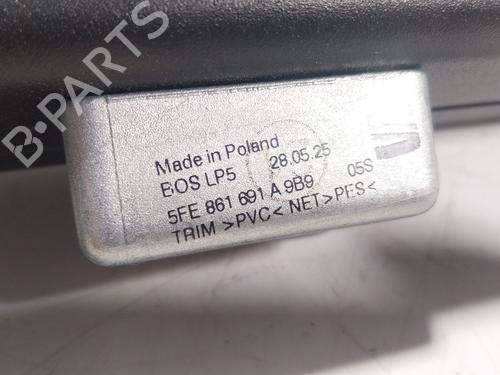 B-PARTS
Made in Poland
BOS LP5 28.05.25
5FE 861 691 A 9B9 05S
TRIM >PVC< NET >PES<